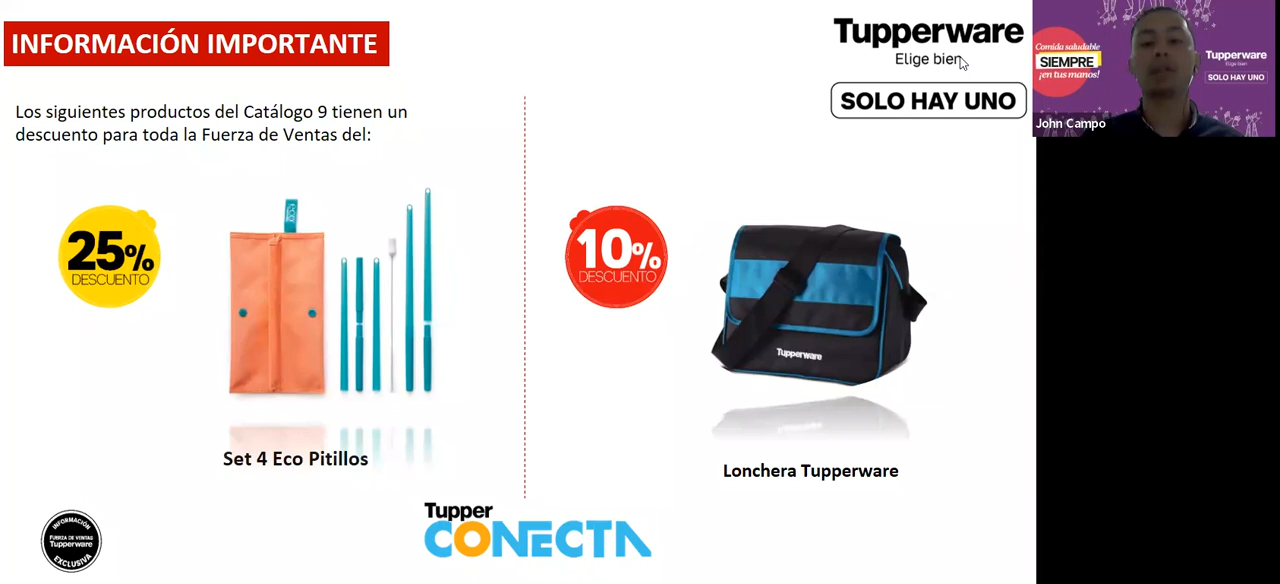 INFORMACIÓN IMPORTANTE
Tupperware
Elige bien
SOLO HAY UNO
Comida saludable
SIEMPRE
¡en tus manos!
Tupperware
Elige bien
SOLO HAY UNO
John Campo
Los siguientes productos del Catálogo 9 tienen un
descuento para toda la Fuerza de Ventas del:
25%
DESCUENTO
ECO
10%
DESCUENTO
Tupperware
Set 4 Eco Pitillos
Lonchera Tupperware
Tupper
CONECTA
INFORMACIÓN
FUERZA DE VENTAS
Tupperware
EXCLUSIVA